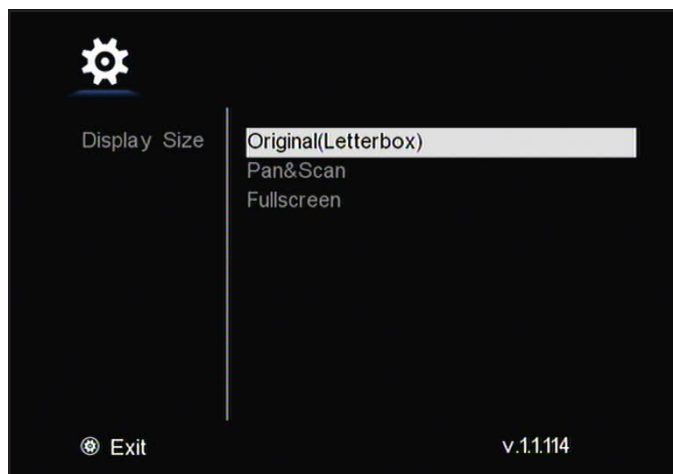 Display Size
Original(Letterbox)
Pan&Scan
Fullscreen
Exit
v.1.1.114